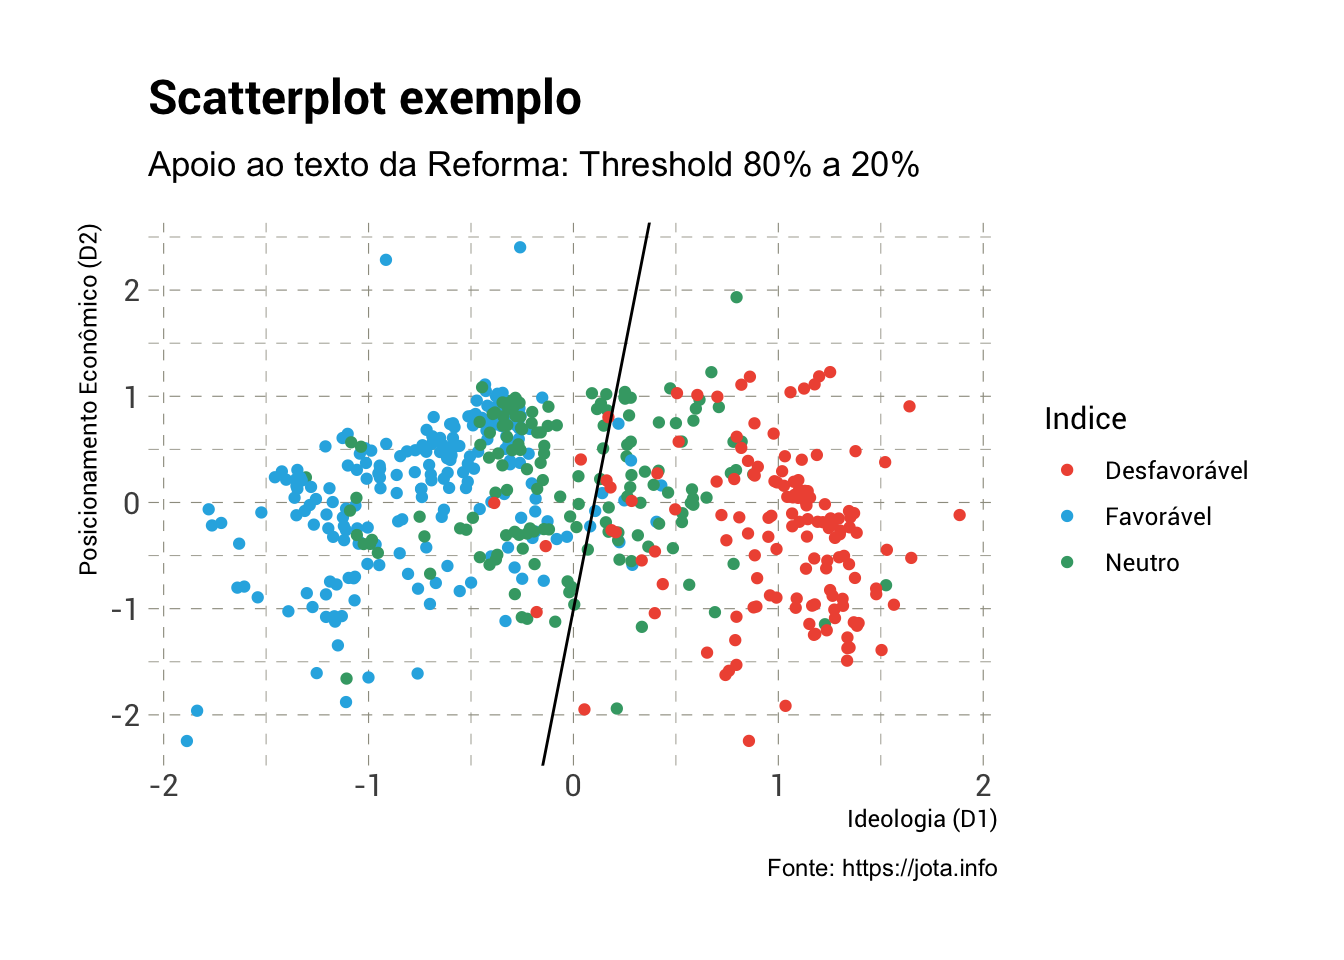 Scatterplot exemplo
Apoio ao texto da Reforma: Threshold 80% a 20%
Posicionamento Econômico (D2)
2
1
0
-1
-2
-2
-1
0
1
2
Ideologia (D1)
Indice
Desfavorável
Favorável
Neutro
Fonte: https://jota.info